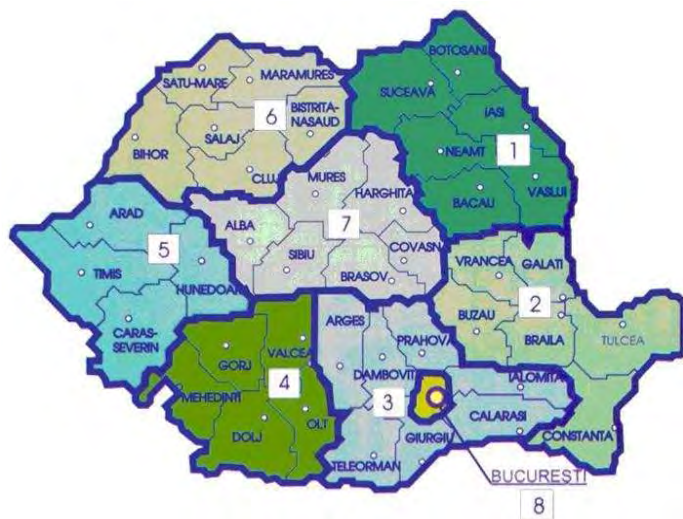 BOTOSANI
SATU-MARE
MARAMURES
SUCEAVA
6
BISTRITA-
NASAUD
IASI
SALAJ
BIHOR
NEAMT
1
CLUJ
MURES
HARGHITA
VASLUI
BACAU
ARAD
ALBA
7
5
COVASN
SIBIU
VRANCEA
GALATI
TIMIS
BRASOV
HUNEDOARA
2
ARGES
BUZAU
CARAS-
SEVERIN
PRAHOVA
BRAILA
TULCEA
GORJ
VALCEA
DAMBOVIT
4
IALOMITA
MEHEDINTI
3
OLT
CALARASI
DOLJ
GIURGIU
CONSTANTA
TELEORMAN
BUCURESTI
8